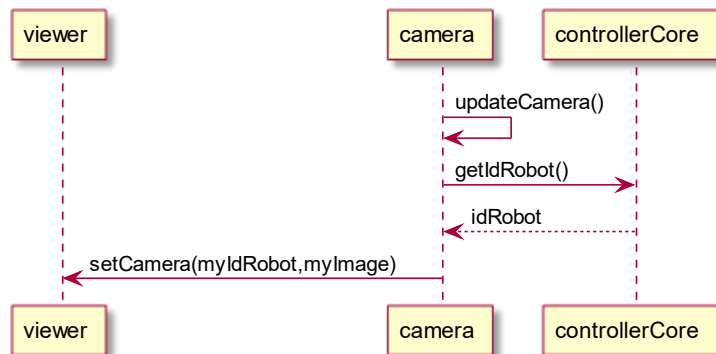 viewer
camera
controllerCore
updateCamera()
getIdRobot()
idRobot
setCamera(myIdRobot,myImage)
viewer
camera
controllerCore